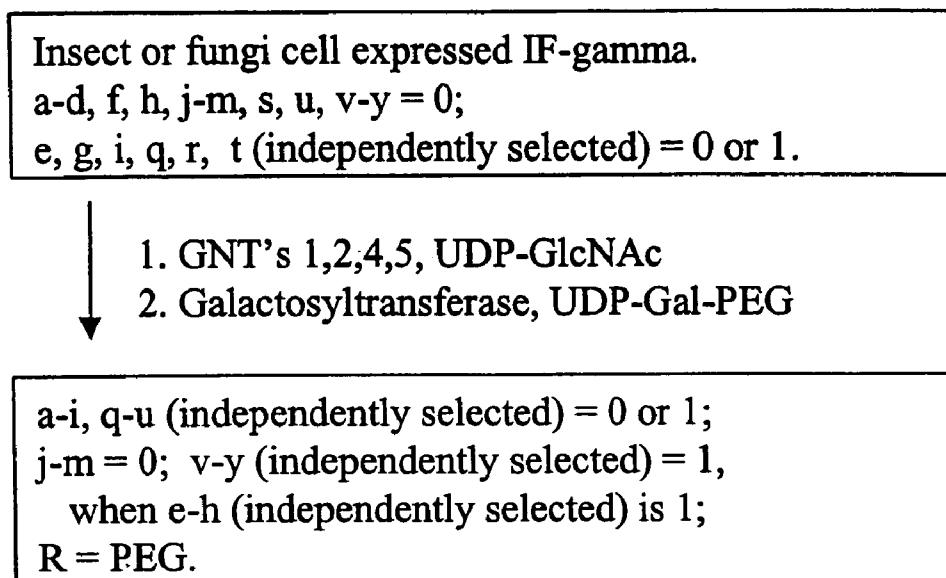 Insect or fungi cell expressed IF-gamma.
a-d, f, h, j-m, s, u, v-y = 0;
e, g, i, q, r, t (independently selected) = 0 or 1.
1. GNT's 1,2,4,5, UDP-GlcNAc
2. Galactosyltransferase, UDP-Gal-PEG
a-i, q-u (independently selected) = 0 or 1;
j-m = 0; v-y (independently selected) = 1,
when e-h (independently selected) is 1;
R = PEG.